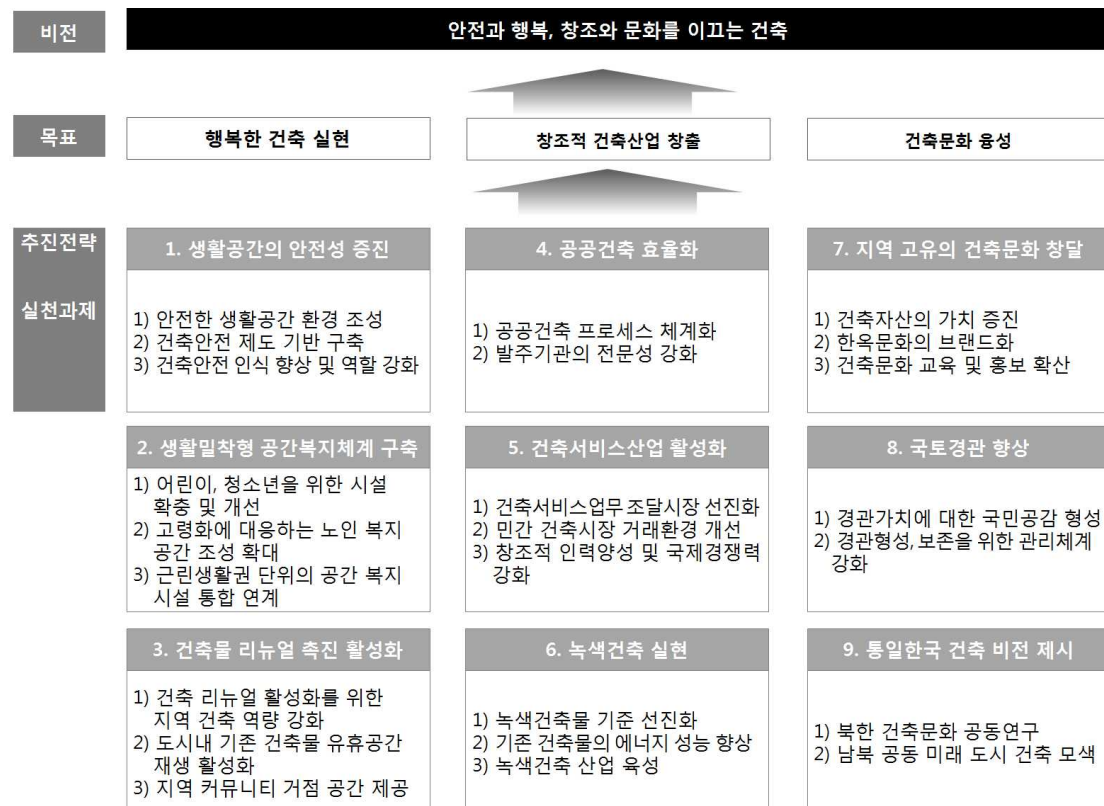 비전
안전과 행복, 창조와 문화를 이끄는 건축
목표
행복한 건축 실현
창조적 건축산업 창출
건축문화 융성
추진전략
실천과제
1. 생활공간의 안전성 증진
1) 안전한 생활공간 환경 조성
2) 건축안전 제도 기반 구축
3) 건축안전 인식 향상 및 역할 강화
4. 공공건축 효율화
1) 공공건축 프로세스 체계화
2) 발주기관의 전문성 강화
7. 지역 고유의 건축문화 창달
1) 건축자산의 가치 증진
2) 한옥문화의 브랜드화
3) 건축문화 교육 및 홍보 확산
2. 생활밀착형 공간복지체계 구축
1) 어린이, 청소년을 위한 시설
확충 및 개선
2) 고령화에 대응하는 노인 복지
공간 조성 확대
3) 근린생활권 단위의 공간 복지
시설 통합 연계
5. 건축서비스산업 활성화
1) 건축서비스업무 조달시장 선진화
2) 민간 건축시장 거래환경 개선
3) 창조적 인력양성 및 국제경쟁력
강화
8. 국토경관 향상
1) 경관가치에 대한 국민공감 형성
2) 경관형성, 보존을 위한 관리체계
강화
3. 건축물 리뉴얼 촉진 활성화
1) 건축 리뉴얼 활성화를 위한
지역 건축 역량 강화
2) 도시내 기존 건축물 유휴공간
재생 활성화
3) 지역 커뮤니티 거점 공간 제공
6. 녹색건축 실현
1) 녹색건축물 기준 선진화
2) 기존 건축물의 에너지 성능 향상
3) 녹색건축 산업 육성
9. 통일한국 건축 비전 제시
1) 북한 건축문화 공동연구
2) 남북 공동 미래 도시 건축 모색